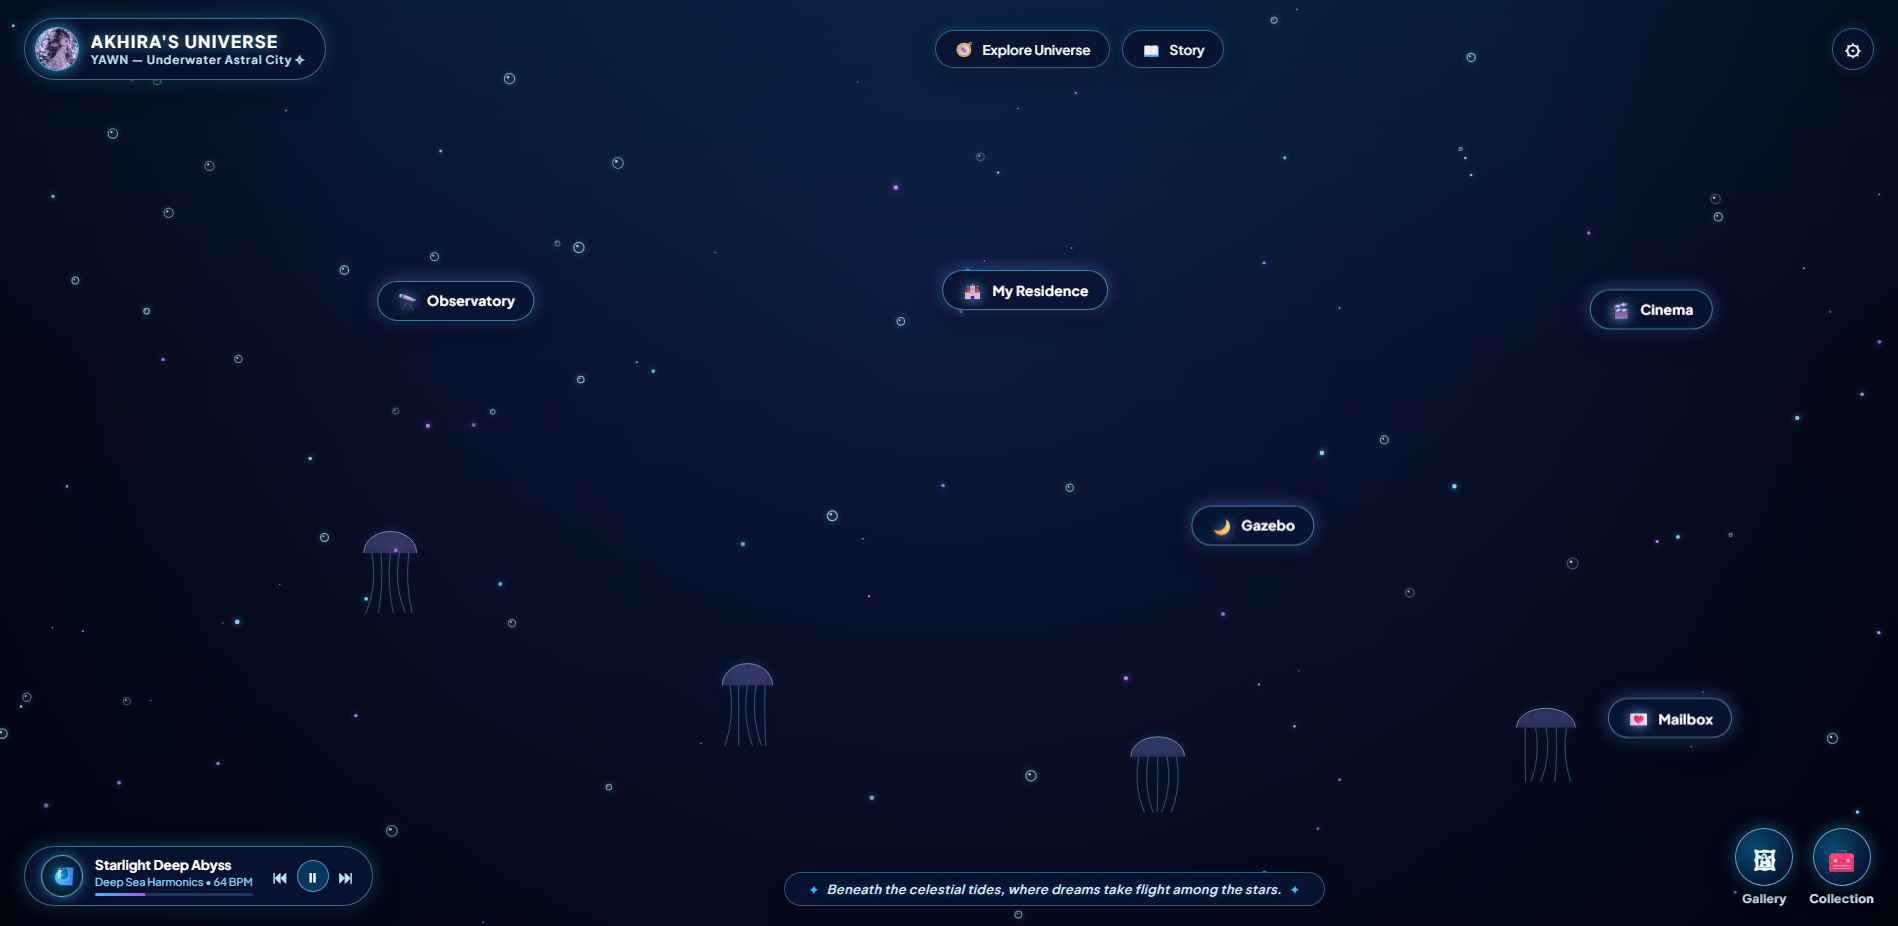 AKHIRA'S UNIVERSE
YAWN — Underwater Astral City ✦
Explore Universe
Story
Observatory
My Residence
Cinema
Gazebo
Mailbox
Starlight Deep Abyss
Deep Sea Harmonics • 64 BPM
✦ Beneath the celestial tides, where dreams take flight among the stars. ✦
Gallery
Collection